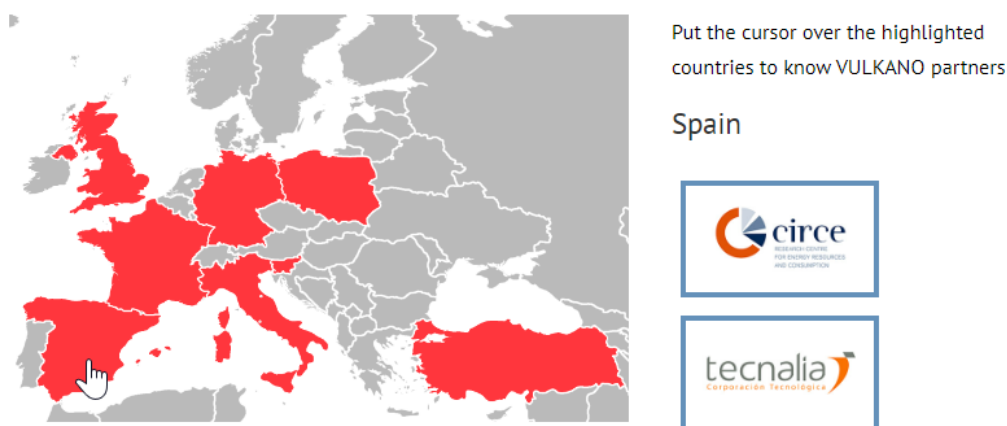 Put the cursor over the highlighted
countries to know VULKANO partners
Spain
circe
RESEARCH CENTRE
FOR ENERGY RESOURCES
AND CONSUMPTION
tecnalia
Corporación Tecnológica